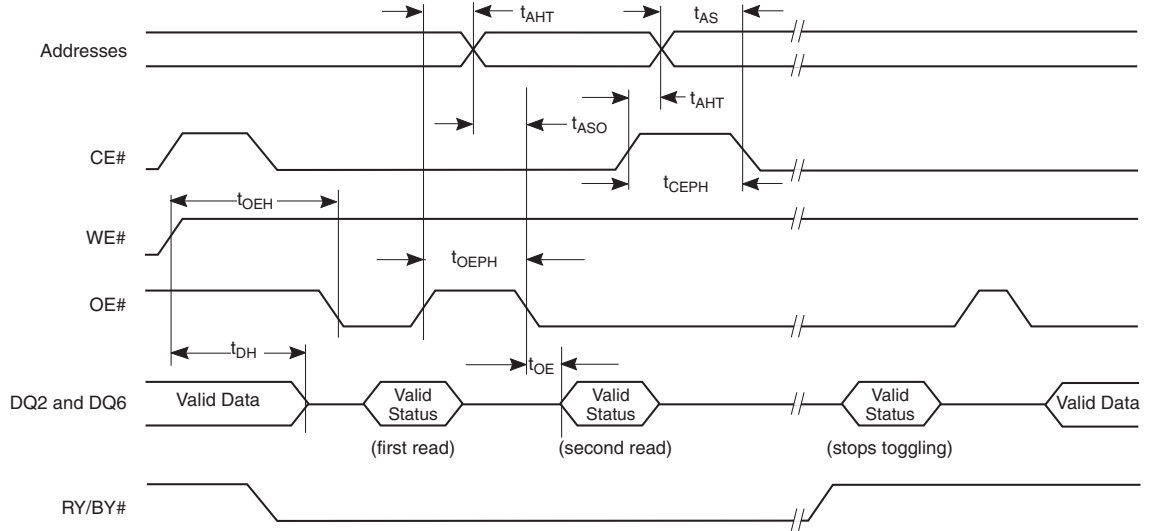 tAHT
tAS
Addresses
tAHT
tASO
CE#
tCEPH
tOEH
WE#
tOEPH
OE#
tDH
tOE
DQ2 and DQ6
Valid Data
Valid
Status
Valid
Status
Valid
Status
Valid Data
(first read)
(second read)
(stops toggling)
RY/BY#